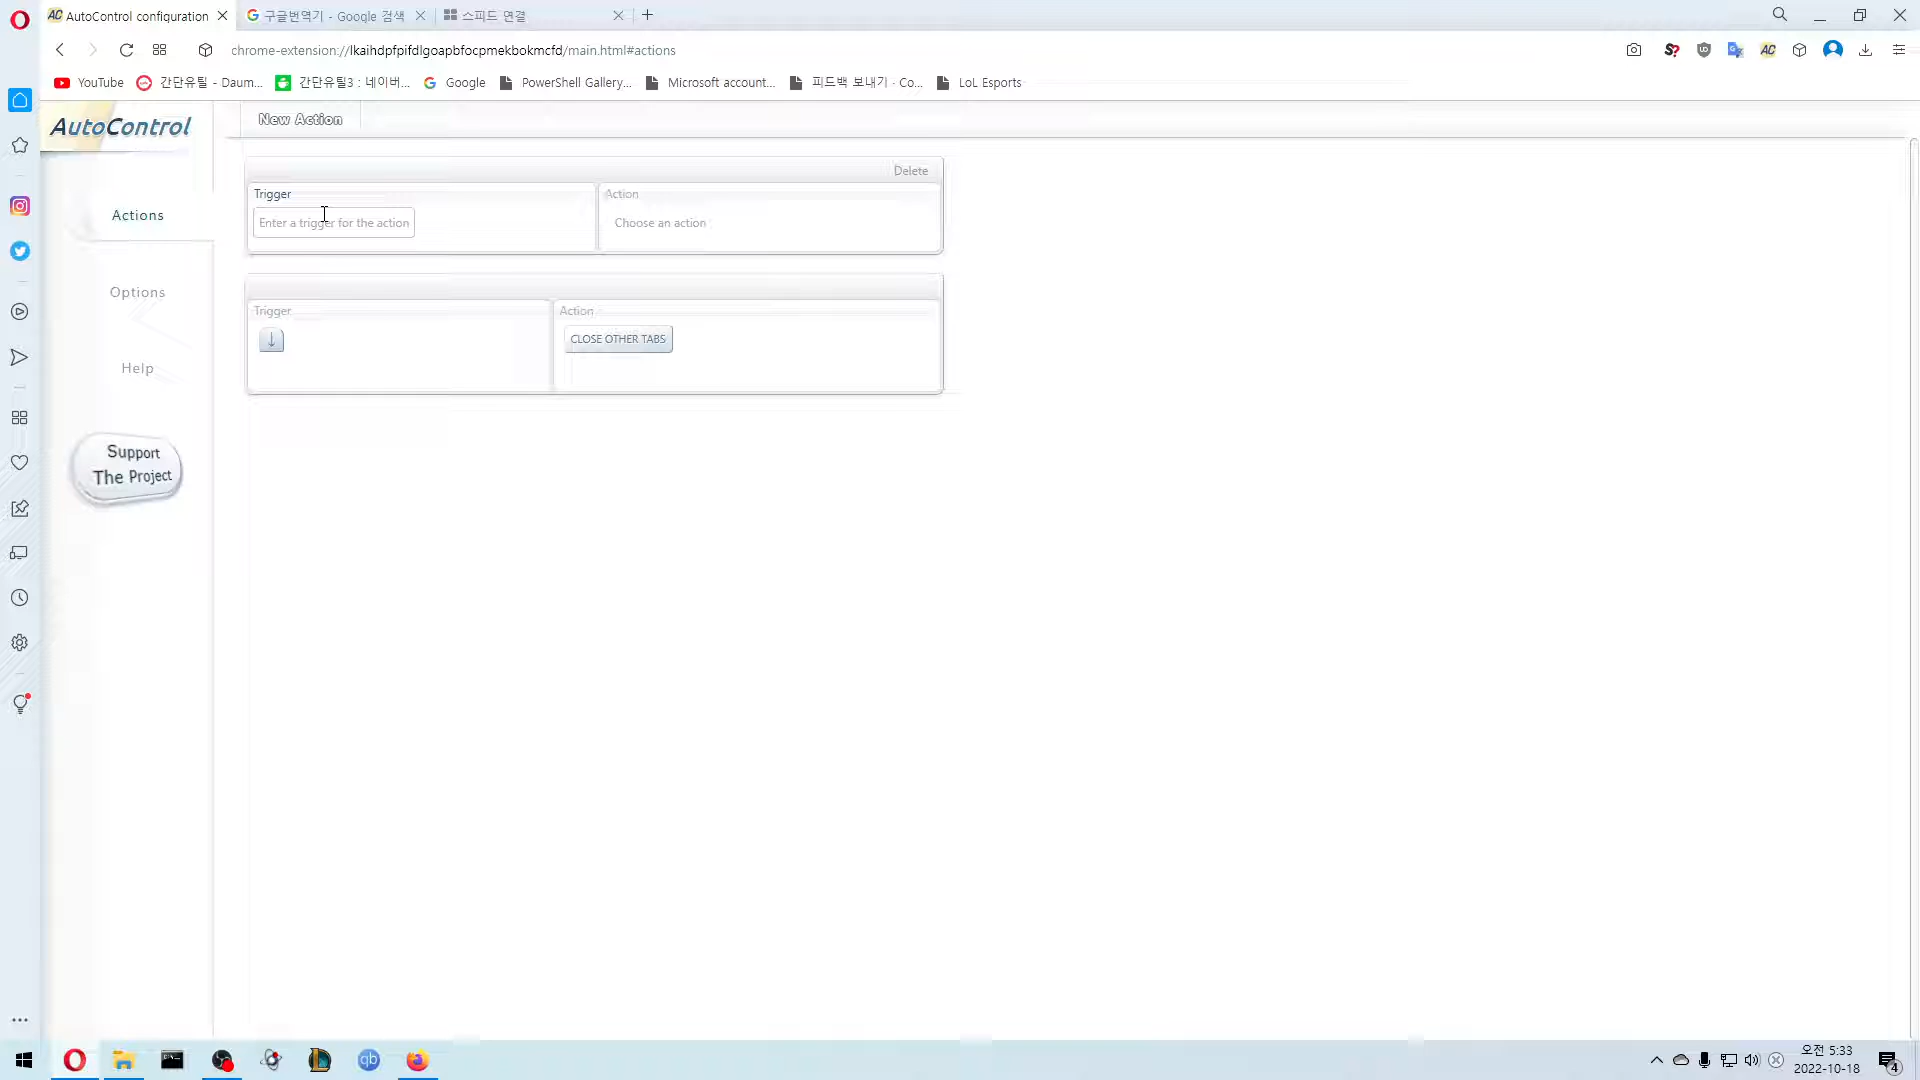 AutoControl configuration
구글번역기 - Google 검색
스피드 연결
chrome-extension://lkaihdpfpifdlgoapbfocpmekbokmcfd/main.html#actions
YouTube
간단유틸 - Daum...
간단유틸3 : 네이버...
Google
PowerShell Gallery...
Microsoft account...
피드백 보내기 - Co...
LoL Esports
AutoControl
New Action
Delete
Trigger
Action
Enter a trigger for the action
Choose an action
Actions
Options
Help
Trigger
Action
↓
CLOSE OTHER TABS
Support
The Project
오전 5:33
2022-10-18
4